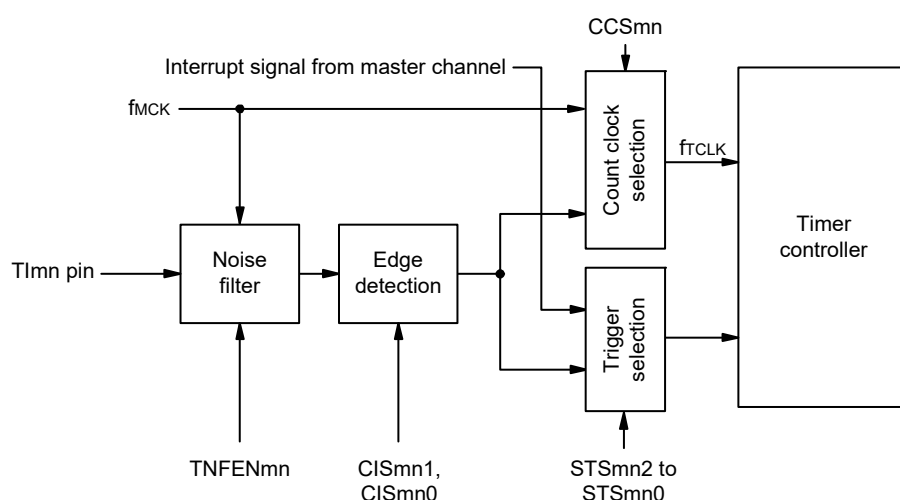 CCSmn
Interrupt signal from master channel
fMCK
Count clock
selection
fTCLK
Timer
controller
TImn pin
Noise
filter
Edge
detection
Trigger
selection
TNFENmn
CISmn1,
CISmn0
STSmn2 to
STSmn0